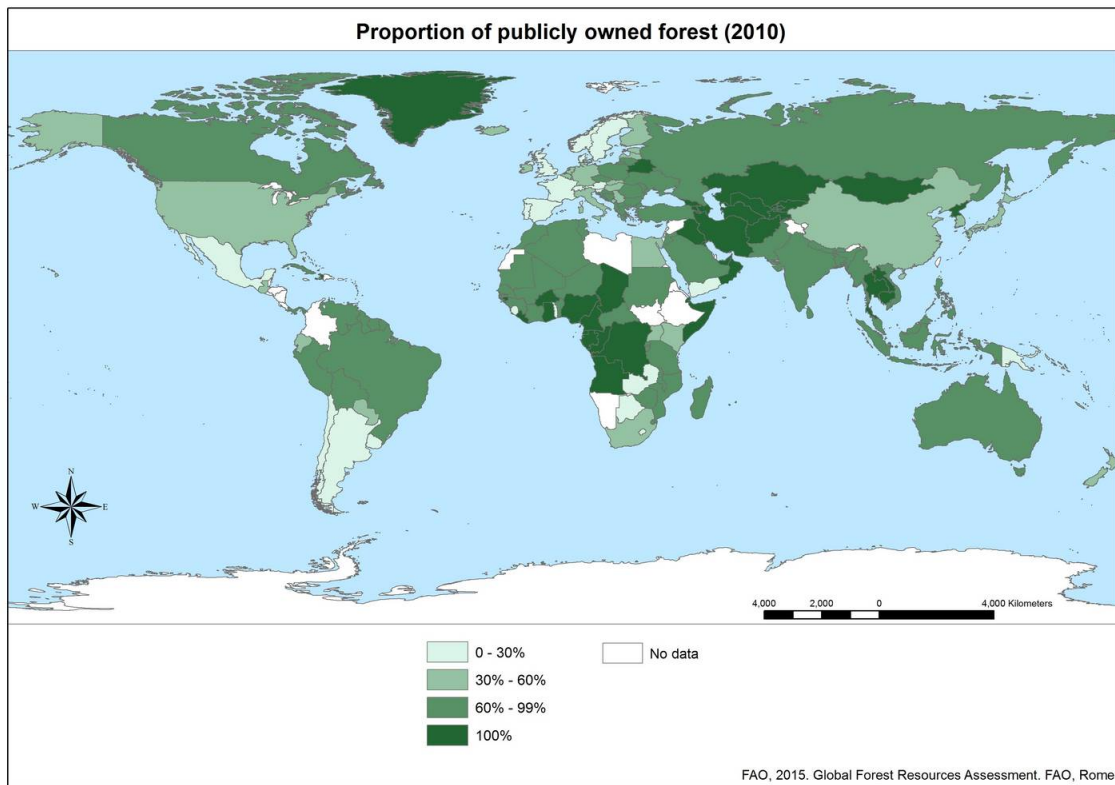 Proportion of publicly owned forest (2010)
N
W E
S
4,000 2,000 0 4,000 Kilometers
0 - 30%
No data
30% - 60%
60% - 99%
100%
FAO, 2015. Global Forest Resources Assessment. FAO, Rome